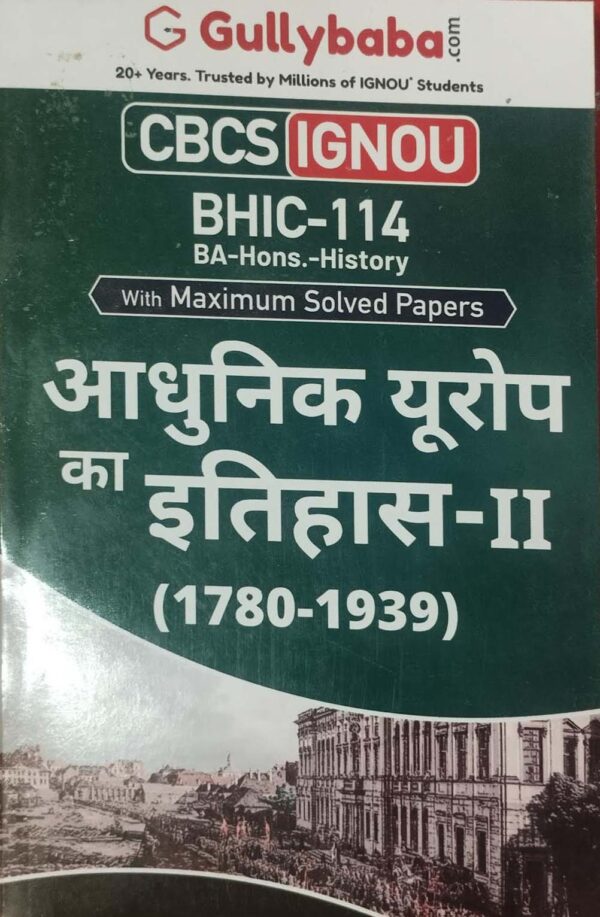 Gullybaba.com
20+ Years. Trusted by Millions of IGNOU* Students
CBCS IGNOU
BHIC-114
BA-Hons.-History
With Maximum Solved Papers
आधुनिक यूरोप
का इतिहास-II
(1780-1939)